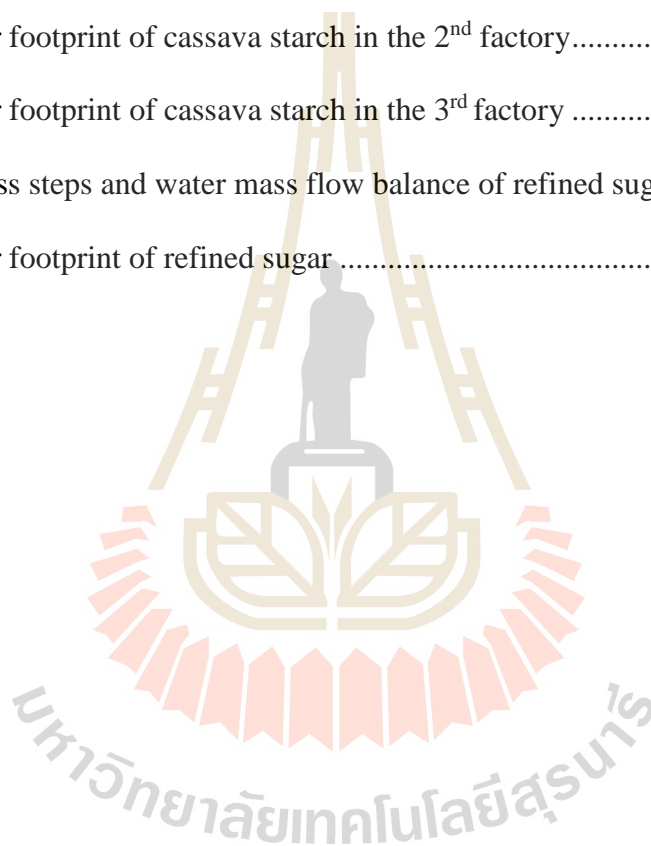 r footprint of cassava starch in the 2nd factory..........
r footprint of cassava starch in the 3rd factory ..........
ss steps and water mass flow balance of refined sug
r footprint of refined sugar ....................................
มหาวิทยาลัยเทคโนโลยีสุรนารี